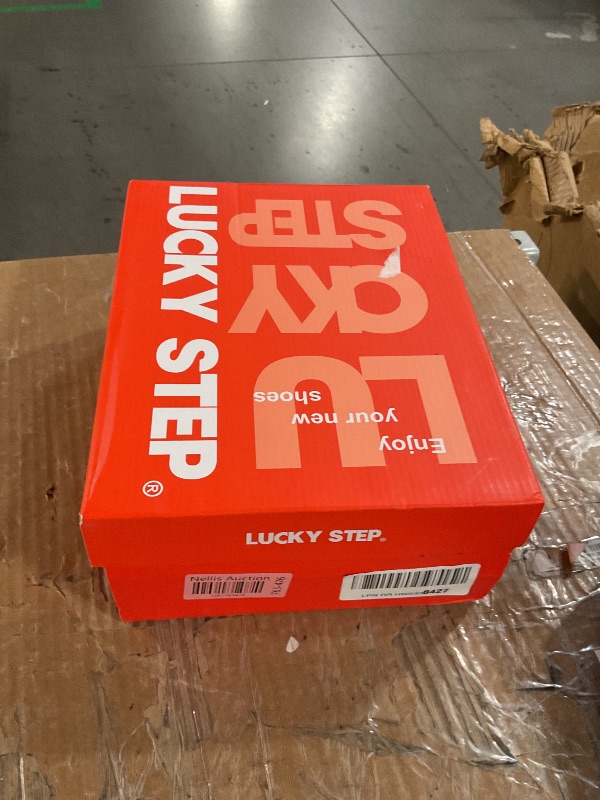 LUCKY STEP®
LU
CKY
STEP
Enjoy
your new
shoes
LUCKY STEP®
Nellis Auction
8427